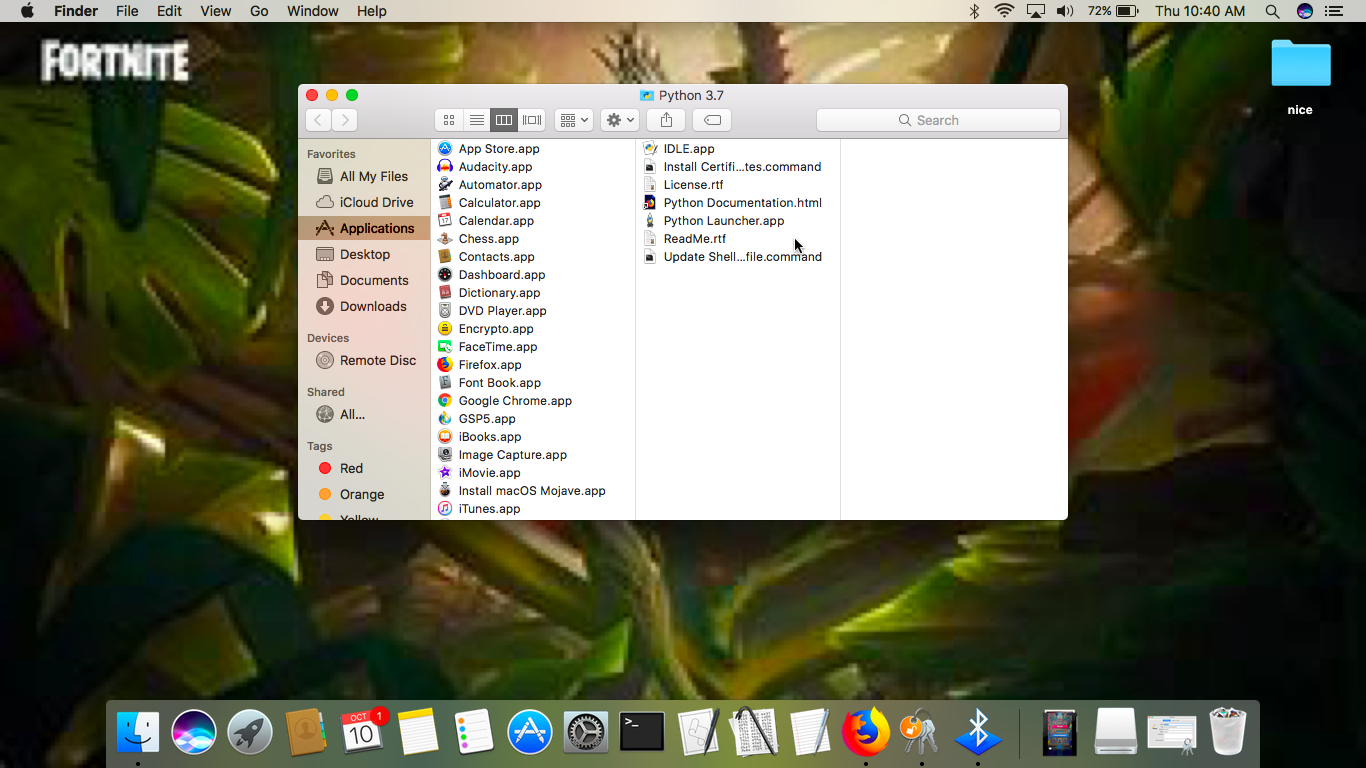 Finder File Edit View Go Window Help 72% Thu 10:40 AM
FORTNITE
nice
Python 3.7
Search
Favorites
All My Files
iCloud Drive
Applications
Desktop
Documents
Downloads
Devices
Remote Disc
Shared
All...
Tags
Red
Orange
Yellow
App Store.app
Audacity.app
Automator.app
Calculator.app
Calendar.app
Chess.app
Contacts.app
Dashboard.app
Dictionary.app
DVD Player.app
Encrypto.app
FaceTime.app
Firefox.app
Font Book.app
Google Chrome.app
GSP5.app
iBooks.app
Image Capture.app
iMovie.app
Install macOS Mojave.app
iTunes.app
IDLE.app
Install Certifi...tes.command
License.rtf
Python Documentation.html
Python Launcher.app
ReadMe.rtf
Update Shell...file.command
OCT
10
1
>_